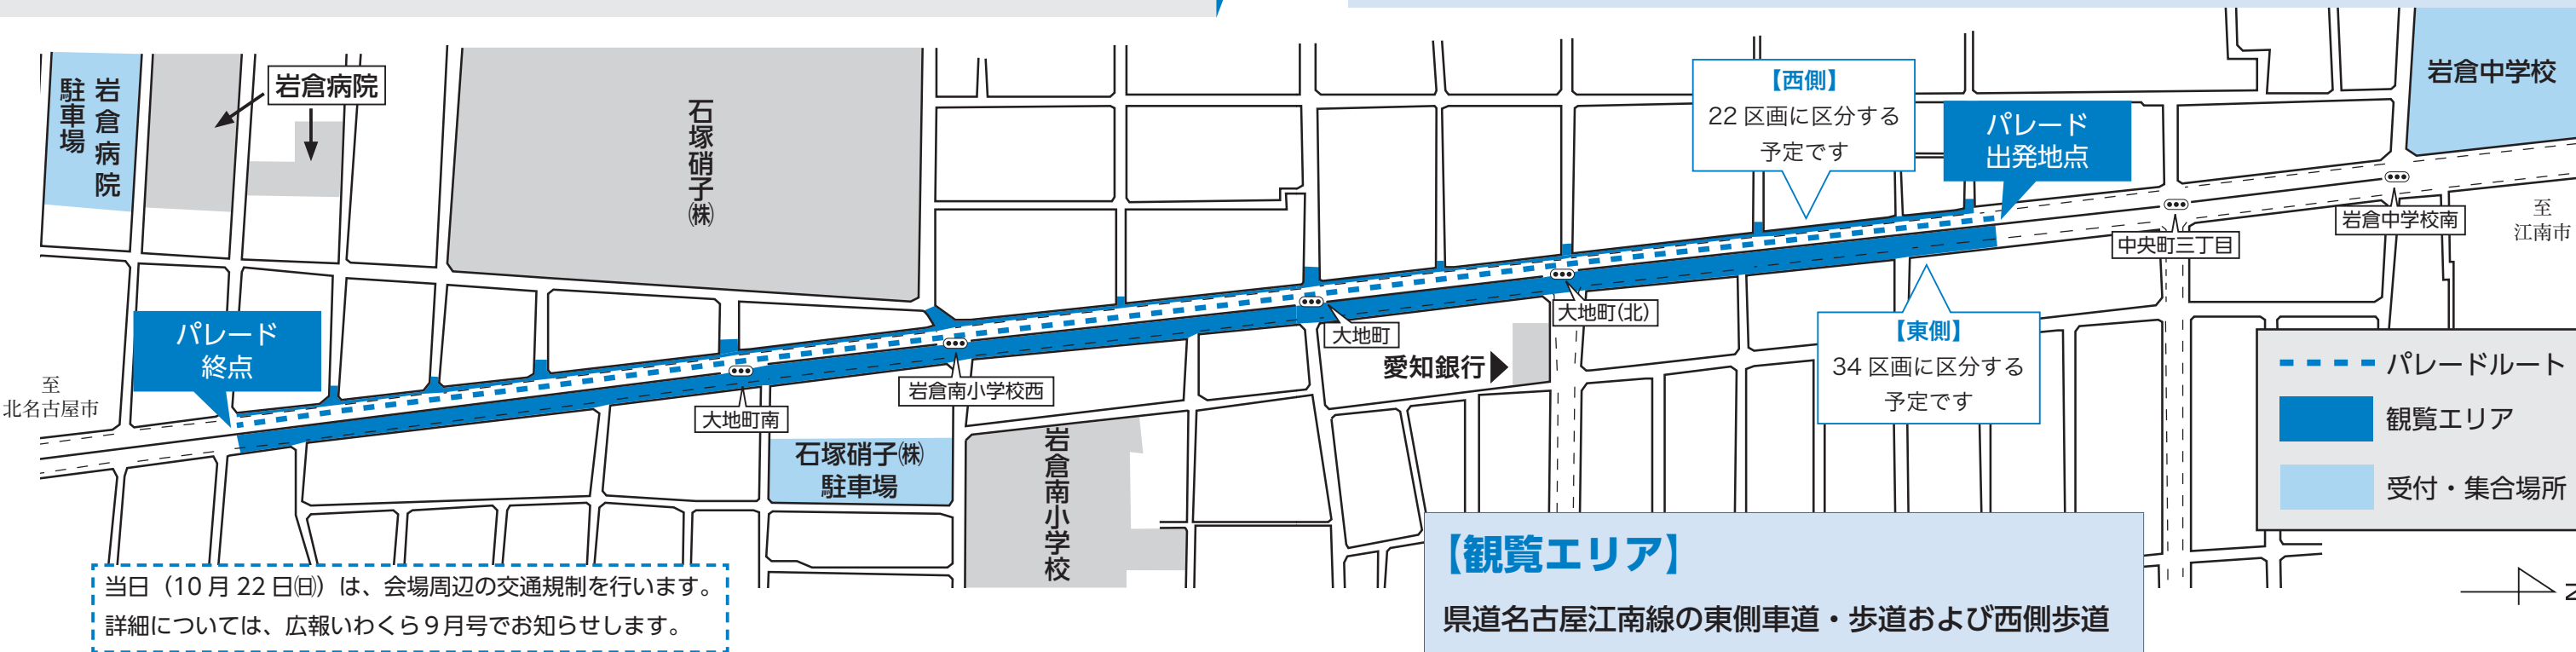 岩倉病院
駐車場
岩倉病院
石塚硝子㈱
【西側】
22 区画に区分する
予定です
パレード
出発地点
岩倉中学校
岩倉中学校南
至
江南市
中央町三丁目
大地町(北)
大地町
愛知銀行
【東側】
34 区画に区分する
予定です
パレード
終点
至
北名古屋市
岩倉南小学校西
大地町南
石塚硝子㈱
駐車場
岩倉南小学校
パレードルート
観覧エリア
受付・集合場所
当日（10 月 22 日㈰）は、会場周辺の交通規制を行います。
詳細については、広報いわくら９月号でお知らせします。
【観覧エリア】
県道名古屋江南線の東側車道・歩道および西側歩道